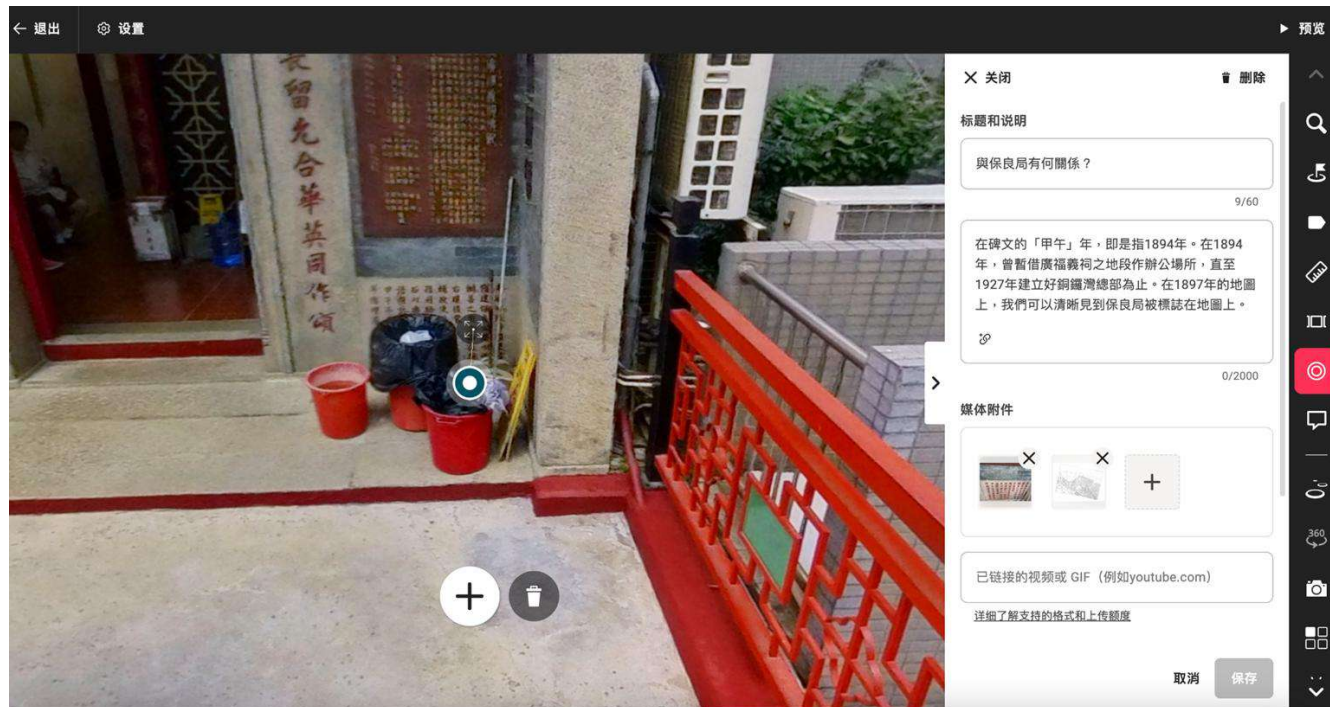 退出
设置
预览
关闭
删除
标题和说明
與保良局有何關係？
9/60
在碑文的「甲午」年，即是指1894年。在1894
年，曾暫借廣福義祠之地段作辦公場所，直至
1927年建立好銅鑼灣總部為止。在1897年的地圖
上，我們可以清晰見到保良局被標誌在地圖上。
0/2000
媒体附件
已链接的视频或 GIF（例如youtube.com）
详细了解支持的格式和上传额度
取消
保存
360
長留允合華英同作頌